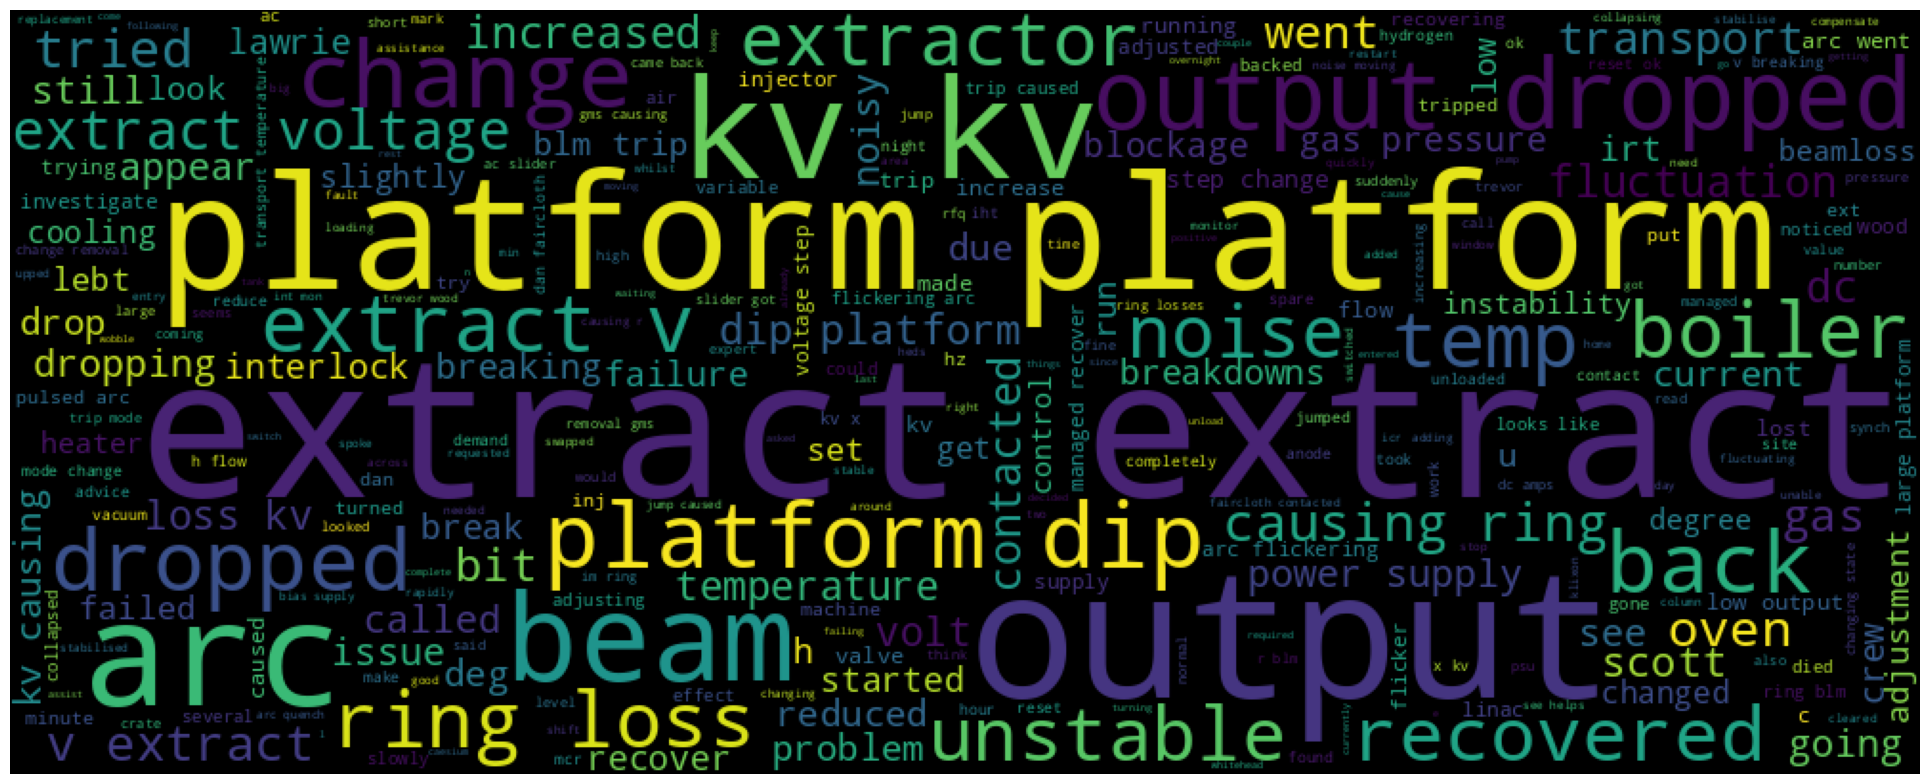 replacement come
ac
short mark
increased
extractor
running
recovering
went
collapsing
stabilise
compensate
following
tried
lawrie
assistance
change
came back
keep
adjusted
couple
hydrogen
low
ok
transport
arc went
still
look
big
injector
kv kv
noisy
overnight
backed
noise moving
restart
reset ok
output dropped
go
v breaking
getting
tripped
trip caused
air
gms causing
jump
extract voltage
transport temperature
blm trip
night
area
blockage
gas pressure
quickly
irt
need
pump
beamloss
trying
appear
rest
ac slider
whilst
slightly
moving
variable
trip
increase
step change
suddenly
cause
trevor
fluctuation
pressure
investigate
fault
platform platform
loading
dan faircloth
voltage step
rfq
iht
due
time
monitor
positive
call
window
put
ext
noticed
wood
value
cooling
change removal
min
high
added
increasing
number
upped
lebt
try
n
tank
made
dc
entry
large
reduce
int mon
trevor wood
waiting
slider got
already
flickering arc
ring losses
spare
got
managed
instability
drop
wobble
coming
seems
extract v
causing r
dip platform
run
flow
noise
temp
boiler
dropping
interlock
breaking
failure
expert
could
heds
hz
last
things
fine
since
switched
entered
home
breakdowns
unloaded
contact
current
pulsed arc
extract extract
contacted
control
managed recover
right
unload
read
large platform
trip mode
removal gms
kv x
kv
jumped
looks like
lost
synch
heater
switch
spoke
demand
requested
swapped
asked
set
get
icr adding
site
mode change
h flow
across
stable
completely
anode
took
u
fluctuating
advice
dan
would
work
dc amps
day
kv causing
vacuum
loss kv
turned
looked
needed
inj
jump caused
around
decided
two
faircloth contacted
unable
causing ring
degree
gas
dropped
break
bit
platform dip
arc flickering
stop
back
complete
bias supply
rapidly
im ring
temperature
supply
power supply
klixon
adjustment
failed
collapsed
stabilised
arc
caused
called
adjusting
beam
machine
failing
volt
output
gone
column
low output
changing state
see
oven
crew
issue
said
h
valve
think
normal
required
r blm
flicker
x kv
psu
scott
also
died
assist
make
good
deg
level
effect
changing
started
changed
ring blm
minute
crate
several
arc quench
ring loss
shift
reduced
hour
reset
turning
linac
see helps
c
cleared
v extract
l
slowly
caesium
mcr
recover
problem
unstable
whitehead
found
currently
recovered
going